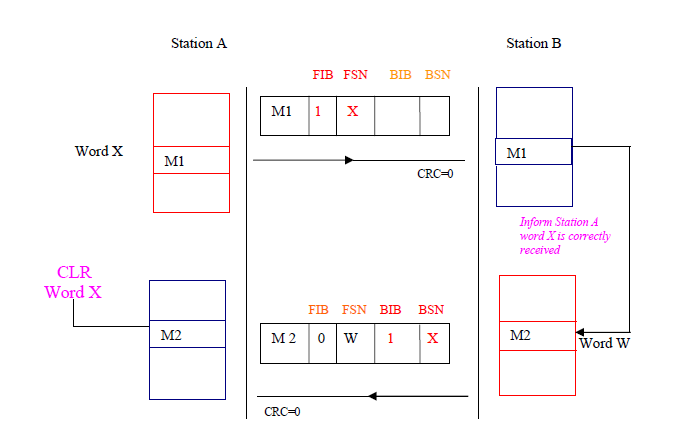 Station A
Station B
FIB FSN BIB BSN
M1 1 X
Word X
M1
M1
CRC=0
Inform Station A
word X is correctly
received
CLR
Word X
FIB FSN BIB BSN
M2
M 2 0 W 1 X
M2
Word W
CRC=0